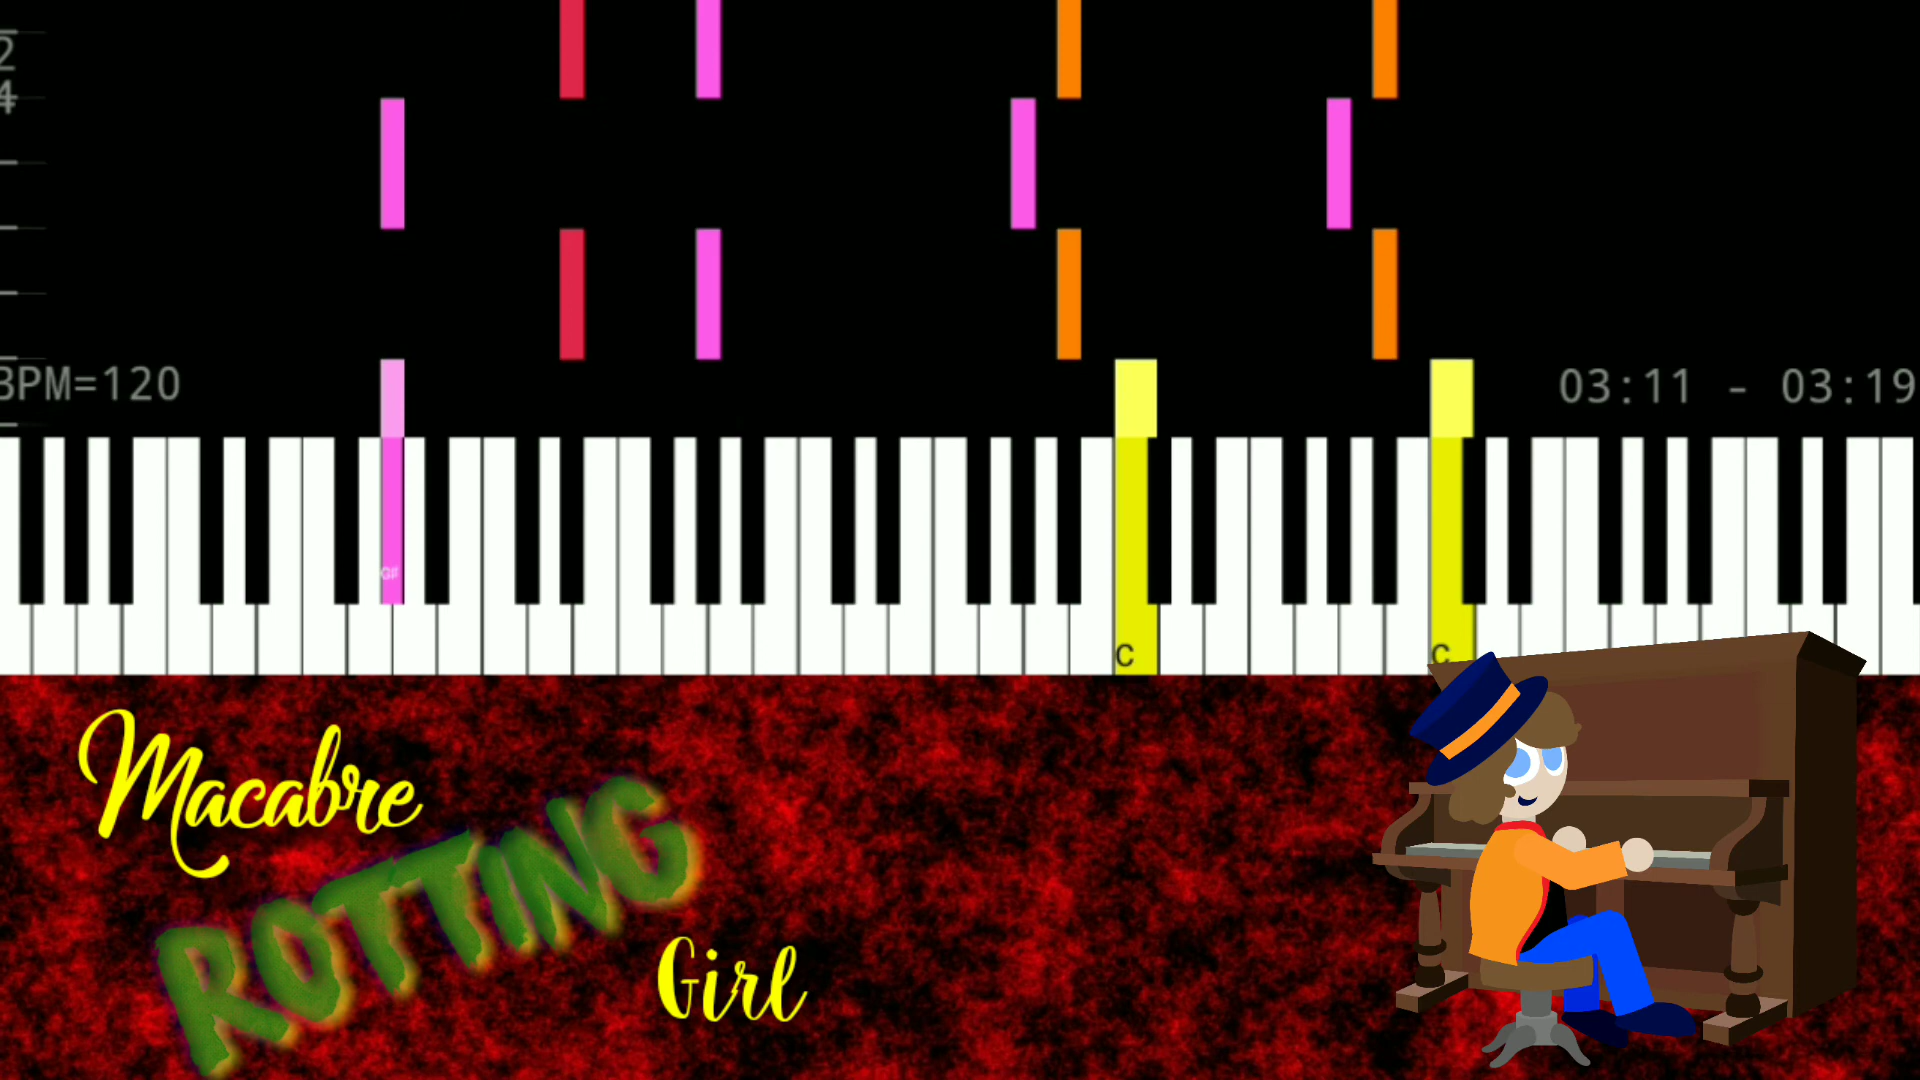 2
4
BPM=120
03:11 - 03:19
G#
C
C
Macabre
ROTTING
Girl